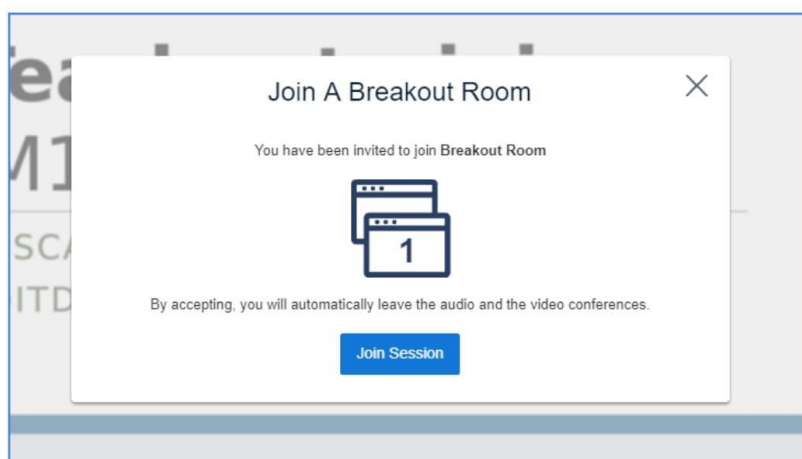 Join A Breakout Room
You have been invited to join Breakout Room
1
By accepting, you will automatically leave the audio and the video conferences.
Join Session